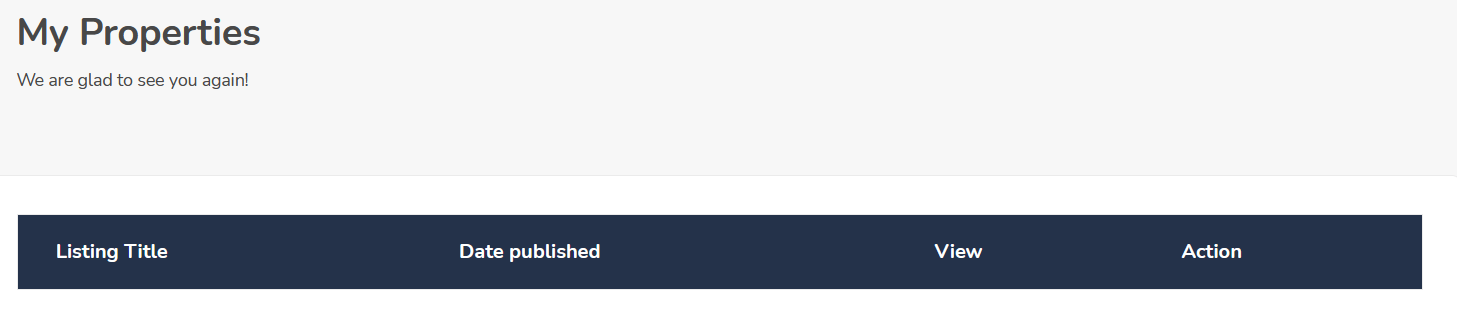 My Properties
We are glad to see you again!
Listing Title Date published View Action